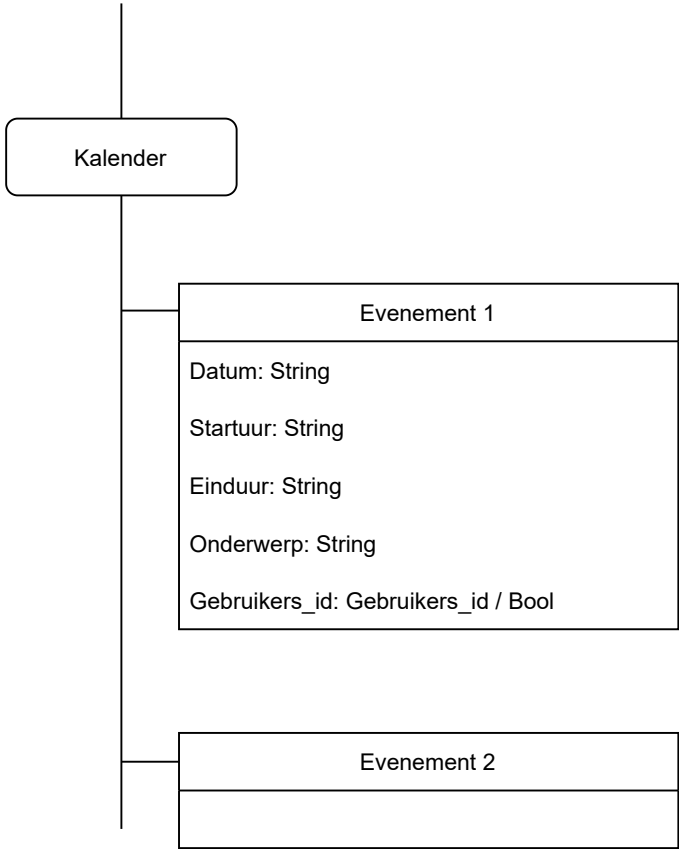 Kalender
Evenement 1
Datum: String
Startuur: String
Einduur: String
Onderwerp: String
Gebruikers_id: Gebruikers_id / Bool
Evenement 2